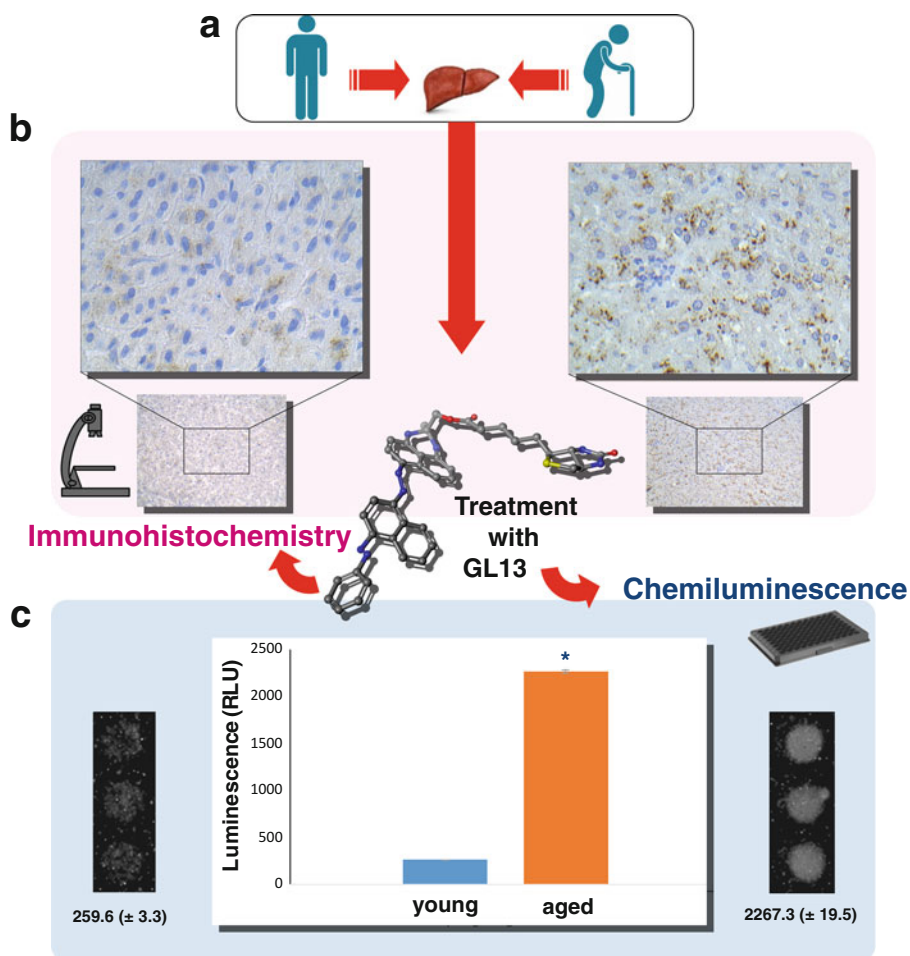 a
b
Immunohistochemistry
Treatment
with
GL13
Chemiluminescence
c
Luminescence (RLU)
2500
2000
1500
1000
500
0
*
young
aged
259.6 (± 3.3)
2267.3 (± 19.5)